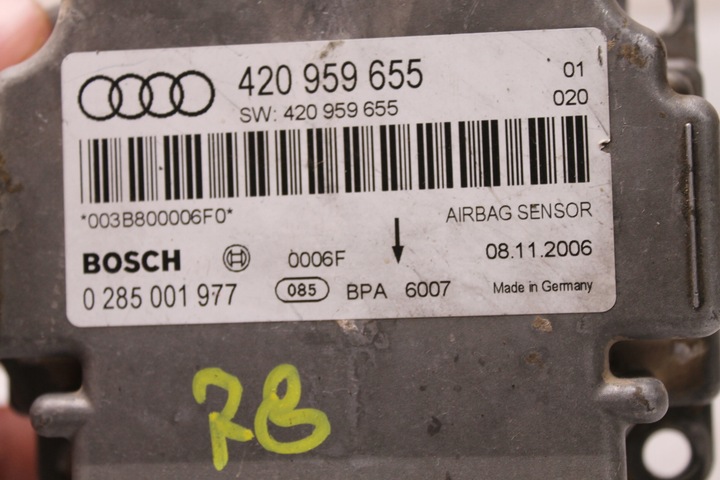 420 959 655 01
SW: 420 959 655 020
*003B800006F0* AIRBAG SENSOR
BOSCH 0006F 08.11.2006
0 285 001 977 085 BPA 6007 Made in Germany
RB